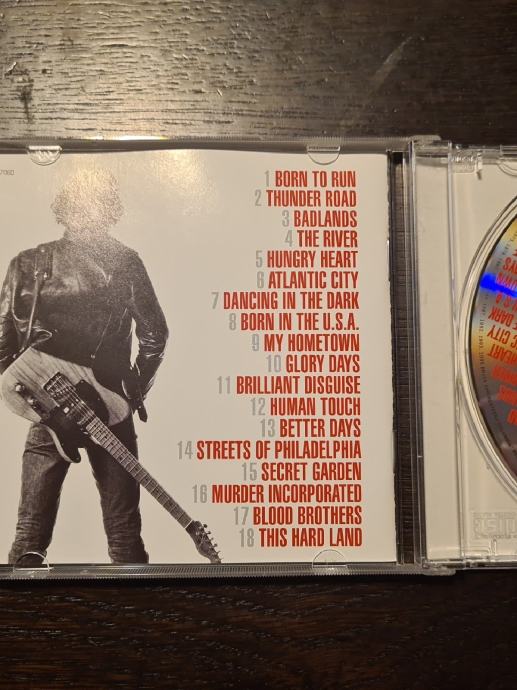 1 BORN TO RUN
2 THUNDER ROAD
3 BADLANDS
4 THE RIVER
5 HUNGRY HEART
6 ATLANTIC CITY
7 DANCING IN THE DARK
8 BORN IN THE U.S.A.
9 MY HOMETOWN
10 GLORY DAYS
11 BRILLIANT DISGUISE
12 HUMAN TOUCH
13 BETTER DAYS
14 STREETS OF PHILADELPHIA
15 SECRET GARDEN
16 MURDER INCORPORATED
17 BLOOD BROTHERS
18 THIS HARD LAND